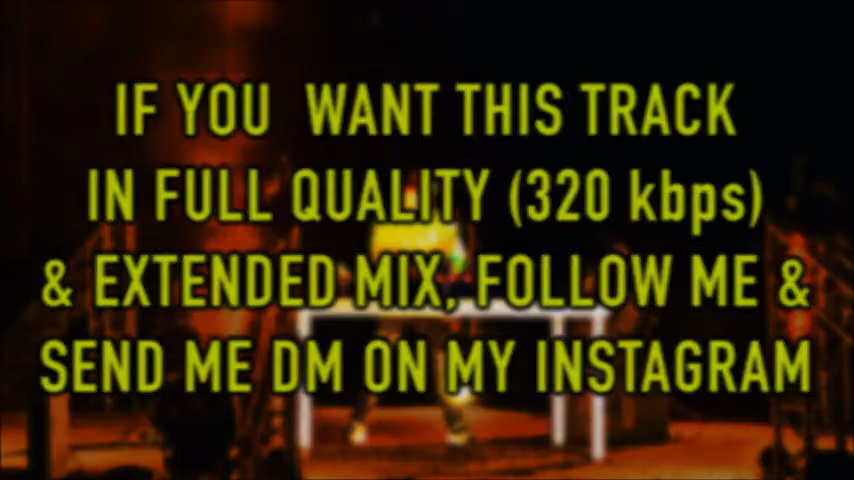 IF YOU WANT THIS TRACK
IN FULL QUALITY (320 kbps)
& EXTENDED MIX, FOLLOW ME &
SEND ME DM ON MY INSTAGRAM